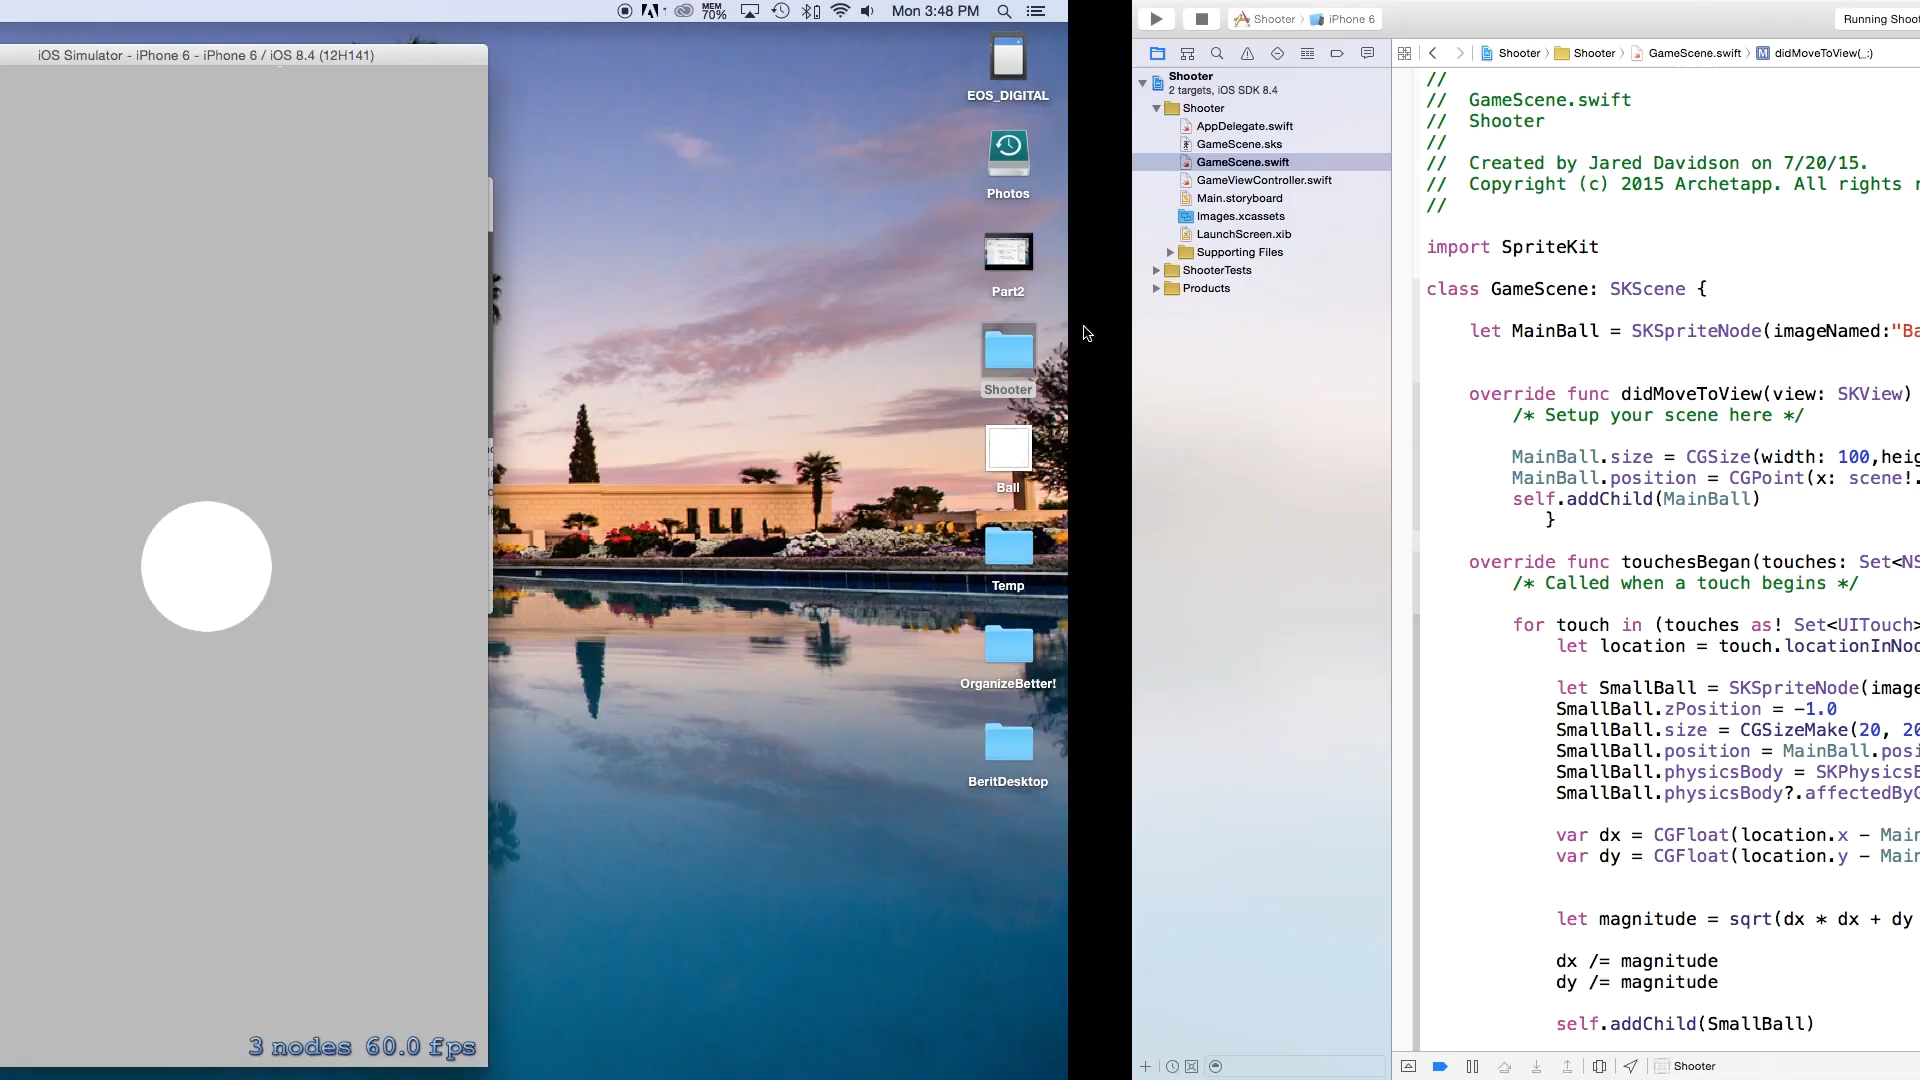 MEM
70%
Mon 3:48 PM
iOS Simulator - iPhone 6 - iPhone 6 / iOS 8.4 (12H141)
EOS_DIGITAL
Photos
Part2
Shooter
Ball
Temp
OrganizeBetter!
BeritDesktop
3 nodes 60.0 fps
Shooter
iPhone 6
Running Shoot
Shooter
Shooter
GameScene.swift
didMoveToView(_:)
Shooter
2 targets, iOS SDK 8.4
Shooter
AppDelegate.swift
GameScene.sks
GameScene.swift
GameViewController.swift
Main.storyboard
Images.xcassets
LaunchScreen.xib
Supporting Files
ShooterTests
Products
//
// GameScene.swift
// Shooter
//
// Created by Jared Davidson on 7/20/15.
// Copyright (c) 2015 Archetapp. All rights r
//
import SpriteKit
class GameScene: SKScene {
let MainBall = SKSpriteNode(imageNamed:"Ba
override func didMoveToView(view: SKView)
/* Setup your scene here */
MainBall.size = CGSize(width: 100,heig
MainBall.position = CGPoint(x: scene!.
self.addChild(MainBall)
}
override func touchesBegan(touches: Set<NS
/* Called when a touch begins */
for touch in (touches as! Set<UITouch>
let location = touch.locationInNod
let SmallBall = SKSpriteNode(image
SmallBall.zPosition = -1.0
SmallBall.size = CGSizeMake(20, 20
SmallBall.position = MainBall.posi
SmallBall.physicsBody = SKPhysicsB
SmallBall.physicsBody?.affectedByG
var dx = CGFloat(location.x - Main
var dy = CGFloat(location.y - Main
let magnitude = sqrt(dx * dx + dy
dx /= magnitude
dy /= magnitude
self.addChild(SmallBall)
Shooter